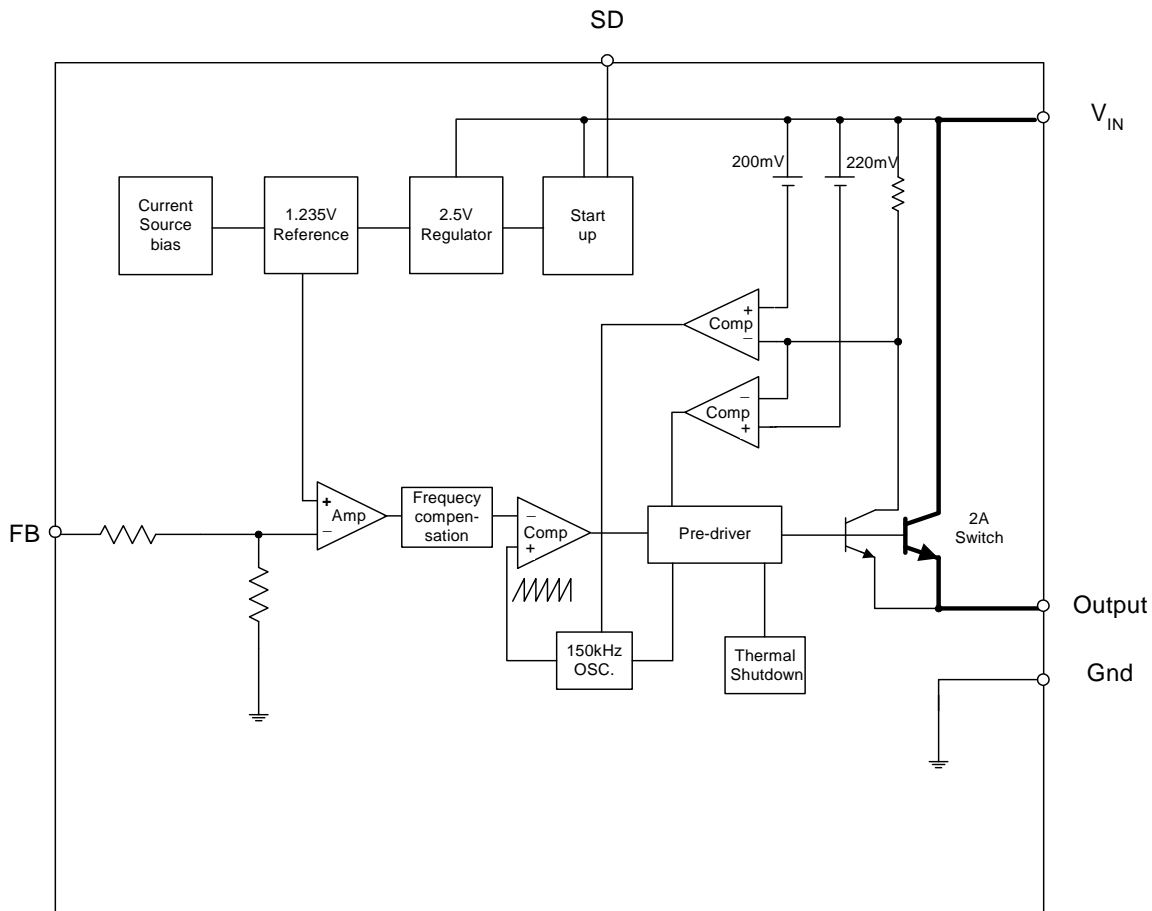 SD
V_IN
200mV
220mV
Current
Source
bias
1.235V
Reference
2.5V
Regulator
Start
up
+
Comp
−
−
Comp
+
FB
+
Amp
−
Frequecy
compen-
sation
−
Comp
+
Pre-driver
2A
Switch
150kHz
OSC.
Thermal
Shutdown
Output
Gnd